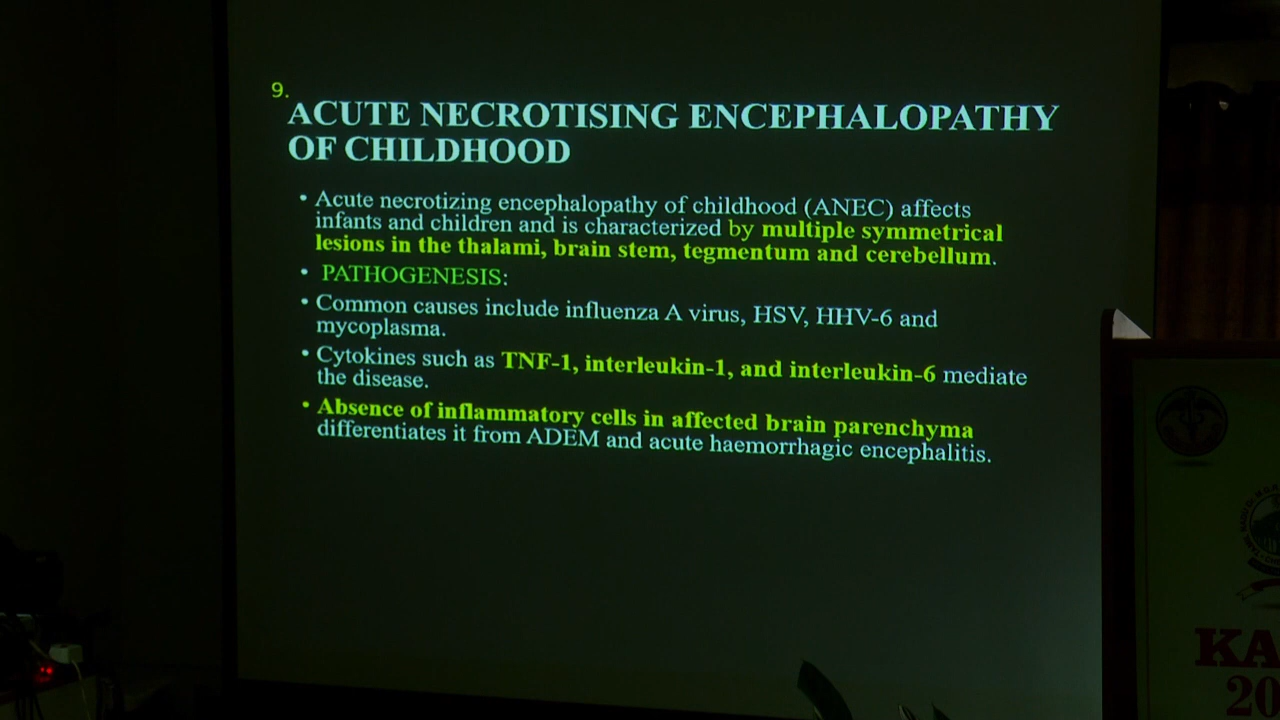 9.
ACUTE NECROTISING ENCEPHALOPATHY
OF CHILDHOOD
• Acute necrotizing encephalopathy of childhood (ANEC) affects
infants and children and is characterized by multiple symmetrical
lesions in the thalami, brain stem, tegmentum and cerebellum.
• PATHOGENESIS:
• Common causes include influenza A virus, HSV, HHV-6 and
mycoplasma.
• Cytokines such as TNF-1, interleukin-1, and interleukin-6 mediate
the disease.
• Absence of inflammatory cells in affected brain parenchyma
differentiates it from ADEM and acute haemorrhagic encephalitis.
KA
20